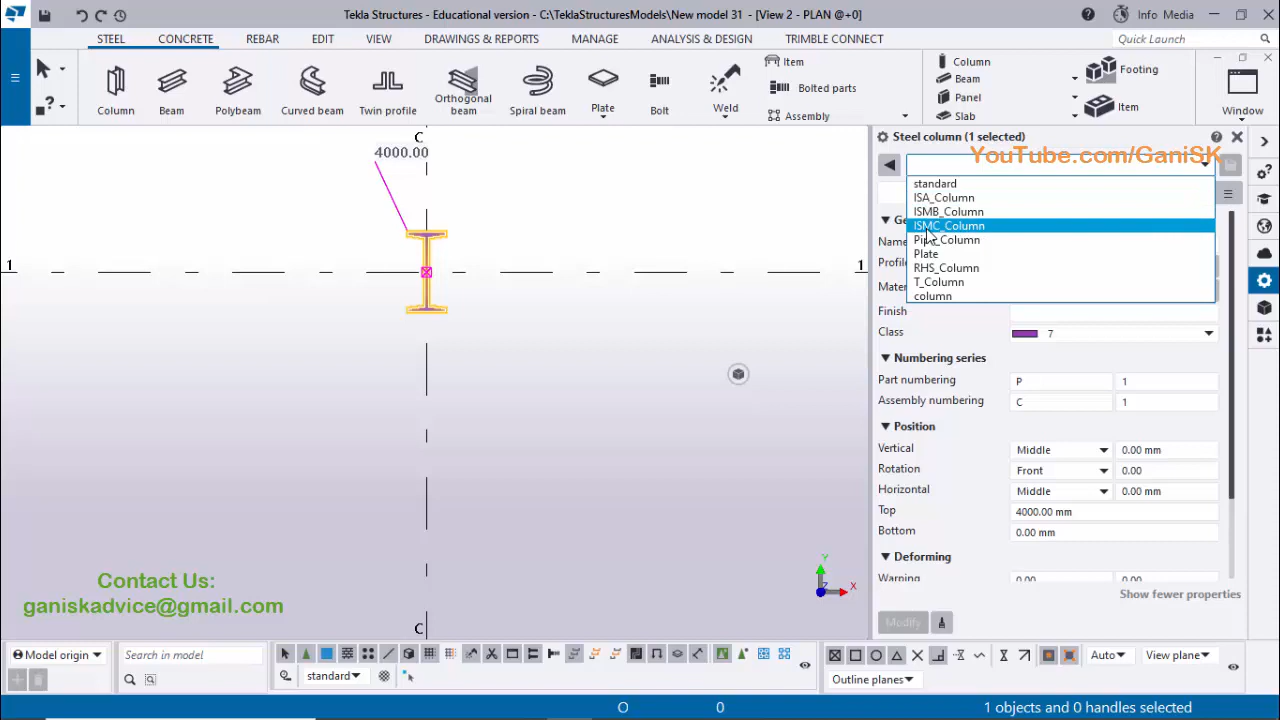 Tekla Structures - Educational version - C:\TeklaStructuresModels\New model 31 - [View 2 - PLAN @+0]
Info Media
STEEL CONCRETE REBAR EDIT VIEW DRAWINGS & REPORTS MANAGE ANALYSIS & DESIGN TRIMBLE CONNECT
Quick Launch
Column
Beam
Polybeam
Curved beam
Twin profile
Orthogonal beam
Spiral beam
Plate
Bolt
Weld
Item
Bolted parts
Assembly
Column
Beam
Panel
Slab
Footing
Item
Window
C
4000.00
1
1
C
Contact Us:
ganiskadvice@gmail.com
Y
X
Z
Steel column (1 selected)
YouTube.com/GaniSK
standard
ISA_Column
ISMB_Column
ISMC_Column
Pipe_Column
Plate
RHS_Column
T_Column
column
Finish
Class 7
Numbering series
Part numbering P 1
Assembly numbering C 1
Position
Vertical Middle 0.00 mm
Rotation Front 0.00
Horizontal Middle 0.00 mm
Top 4000.00 mm
Bottom 0.00 mm
Deforming
Warping 0.00 0.00
Show fewer properties
Modify
Model origin
Search in model
standard
Auto
View plane
Outline planes
O 0 1 objects and 0 handles selected